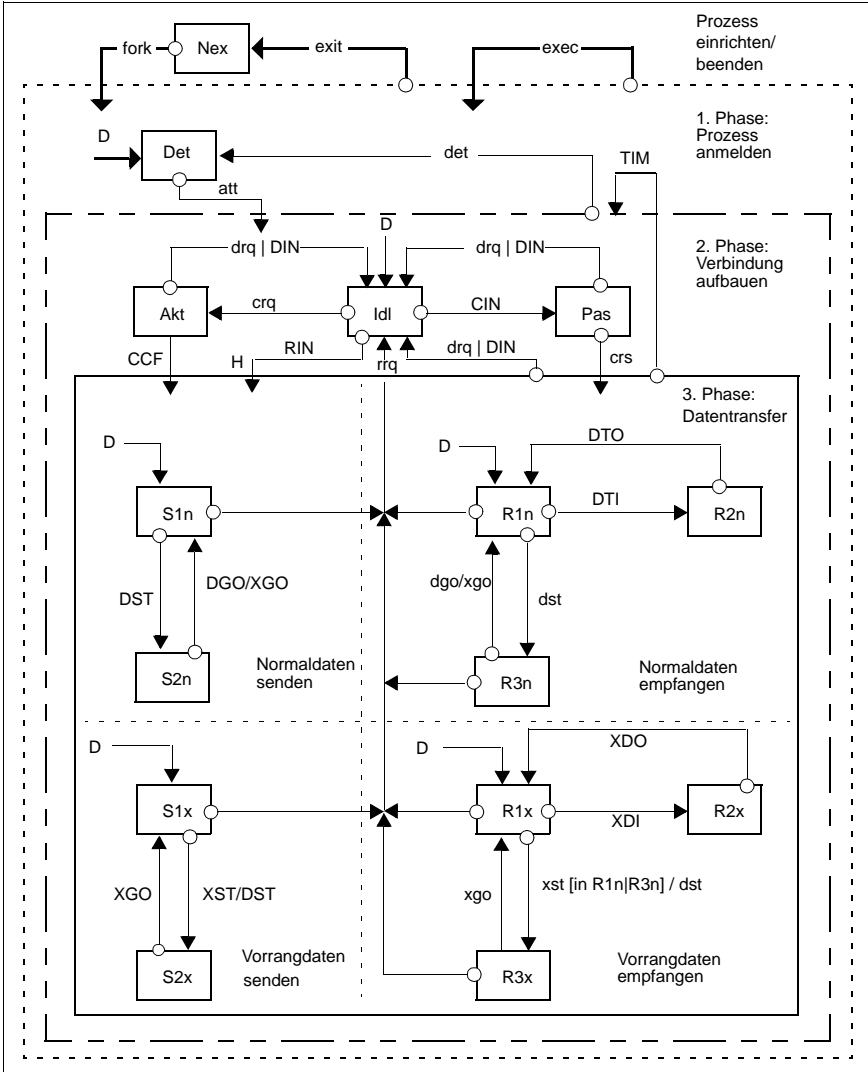 Prozess
einrichten/
beenden
fork
Nex
exit
exec
1. Phase:
Prozess
anmelden
D
Det
det
TIM
att
2. Phase:
Verbindung
aufbauen
drq | DIN
D
drq | DIN
Akt
crq
Idl
CIN
Pas
CCF
H
RIN
rrq
drq | DIN
crs
3. Phase:
Datentransfer
D
D
DTO
S1n
R1n
DTI
R2n
DST
DGO/XGO
dgo/xgo
dst
S2n
Normaldaten
senden
R3n
Normaldaten
empfangen
D
D
XDO
S1x
R1x
XDI
R2x
XGO
XST/DST
xgo
xst [in R1n|R3n] / dst
S2x
Vorrangdaten
senden
R3x
Vorrangdaten
empfangen